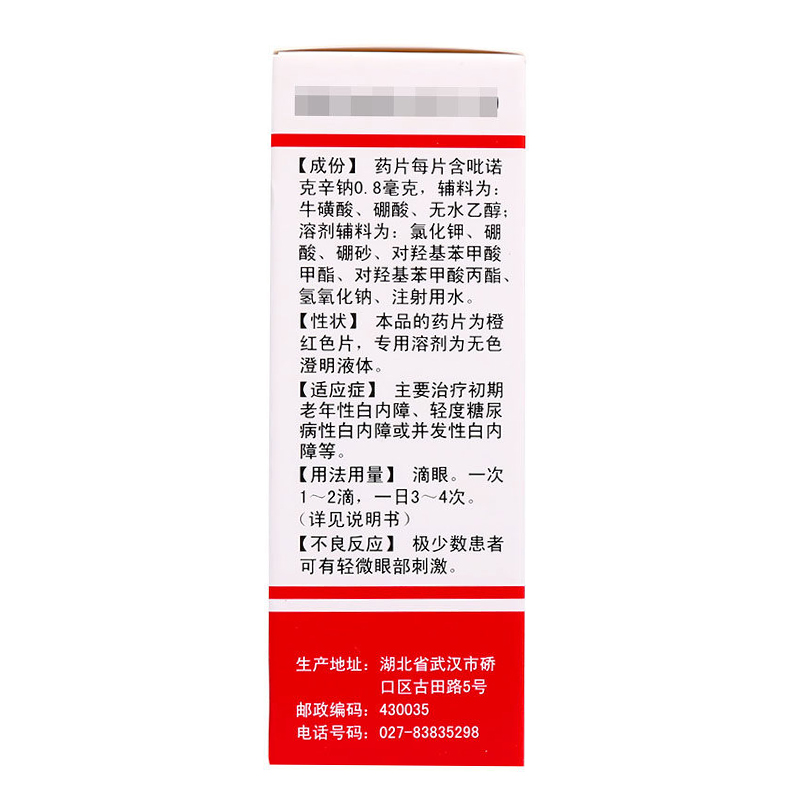 【成份】 药片每片含吡诺
克辛钠0.8毫克，辅料为：
牛磺酸、硼酸、无水乙醇；
溶剂辅料为：氯化钾、硼
酸、硼砂、对羟基苯甲酸
甲酯、对羟基苯甲酸丙酯、
氢氧化钠、注射用水。
【性状】 本品的药片为橙
红色片，专用溶剂为无色
澄明液体。
【适应症】 主要治疗初期
老年性白内障、轻度糖尿
病性白内障或并发性白内
障等。
【用法用量】 滴眼。一次
1～2滴，一日3～4次。
（详见说明书）
【不良反应】 极少数患者
可有轻微眼部刺激。
生产地址：湖北省武汉市硚
口区古田路5号
邮政编码：430035
电话号码：027-83835298